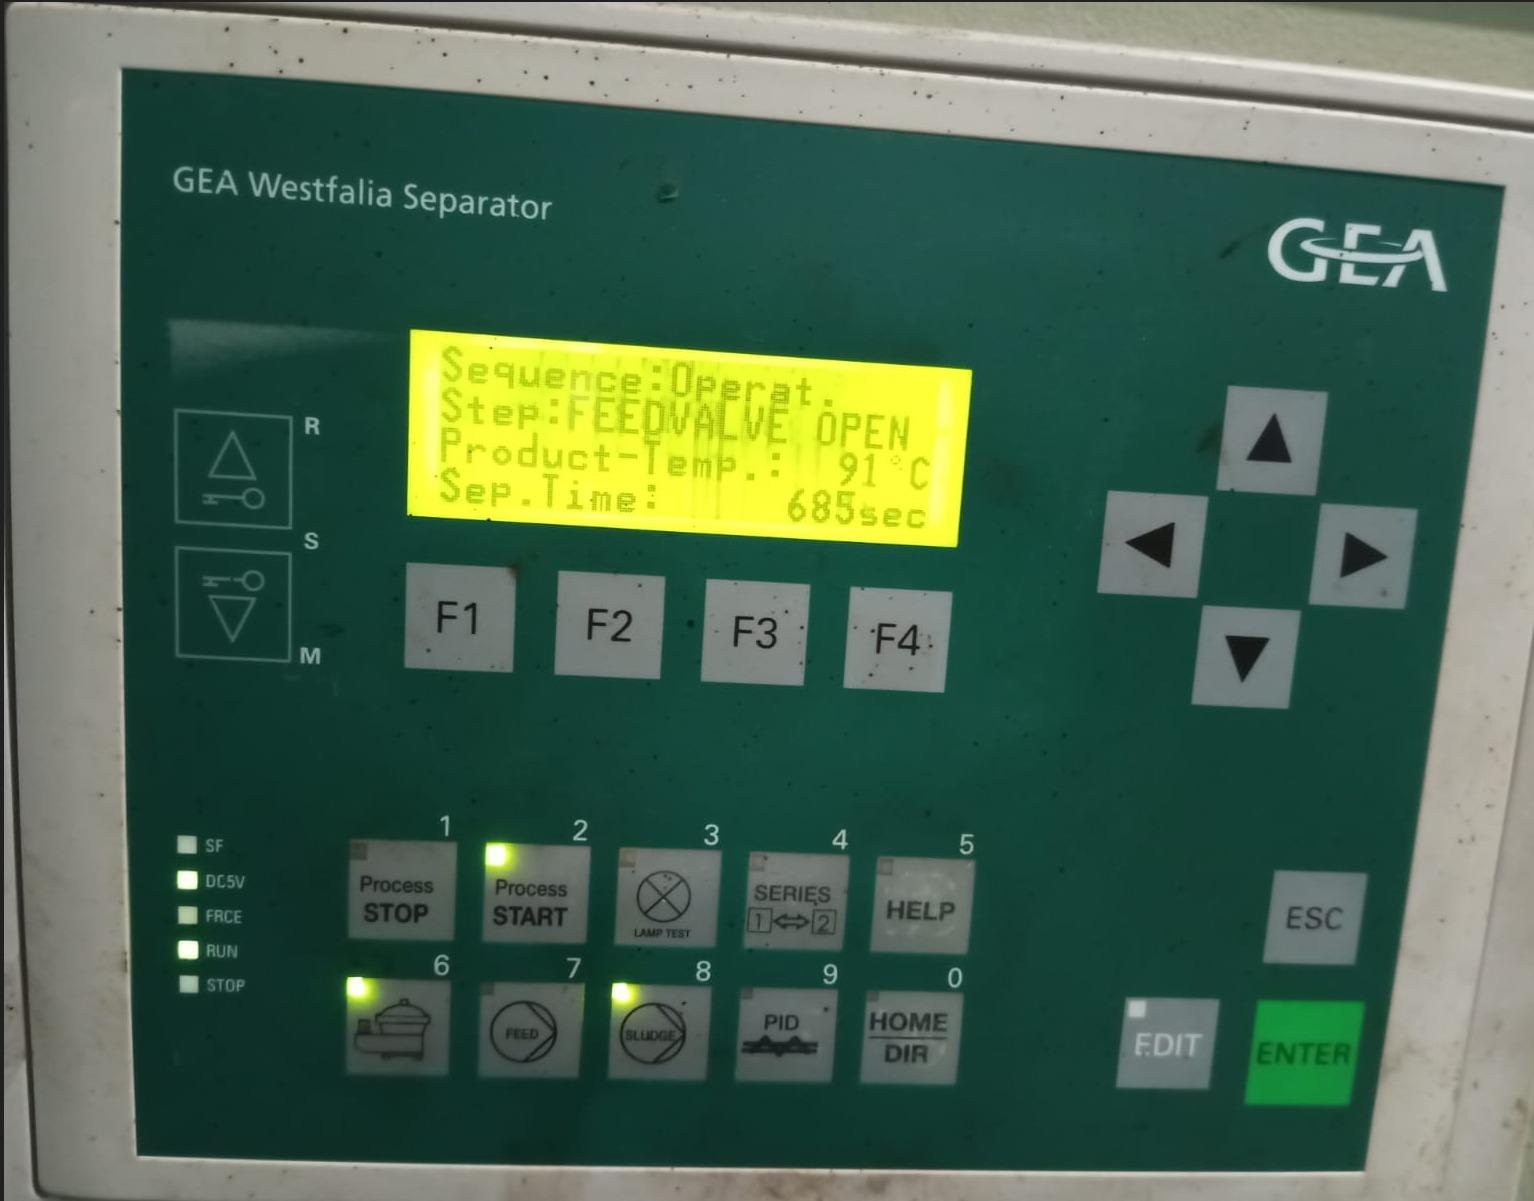 GEA Westfalia Separator
GEA
Sequence:Operat.
Step:FEEDVALVE OPEN
Product-Temp.: 91°C
Sep.Time: 685sec
R
S
M
F1 F2 F3 F4
SF
DC5V
FRCE
RUN
STOP
1 2 3 4 5
Process STOP
Process START
LAMP TEST
SERIES 1 2
HELP
6 7 8 9 0
FEED
SLUDGE
PID
HOME DIR
ESC
EDIT
ENTER